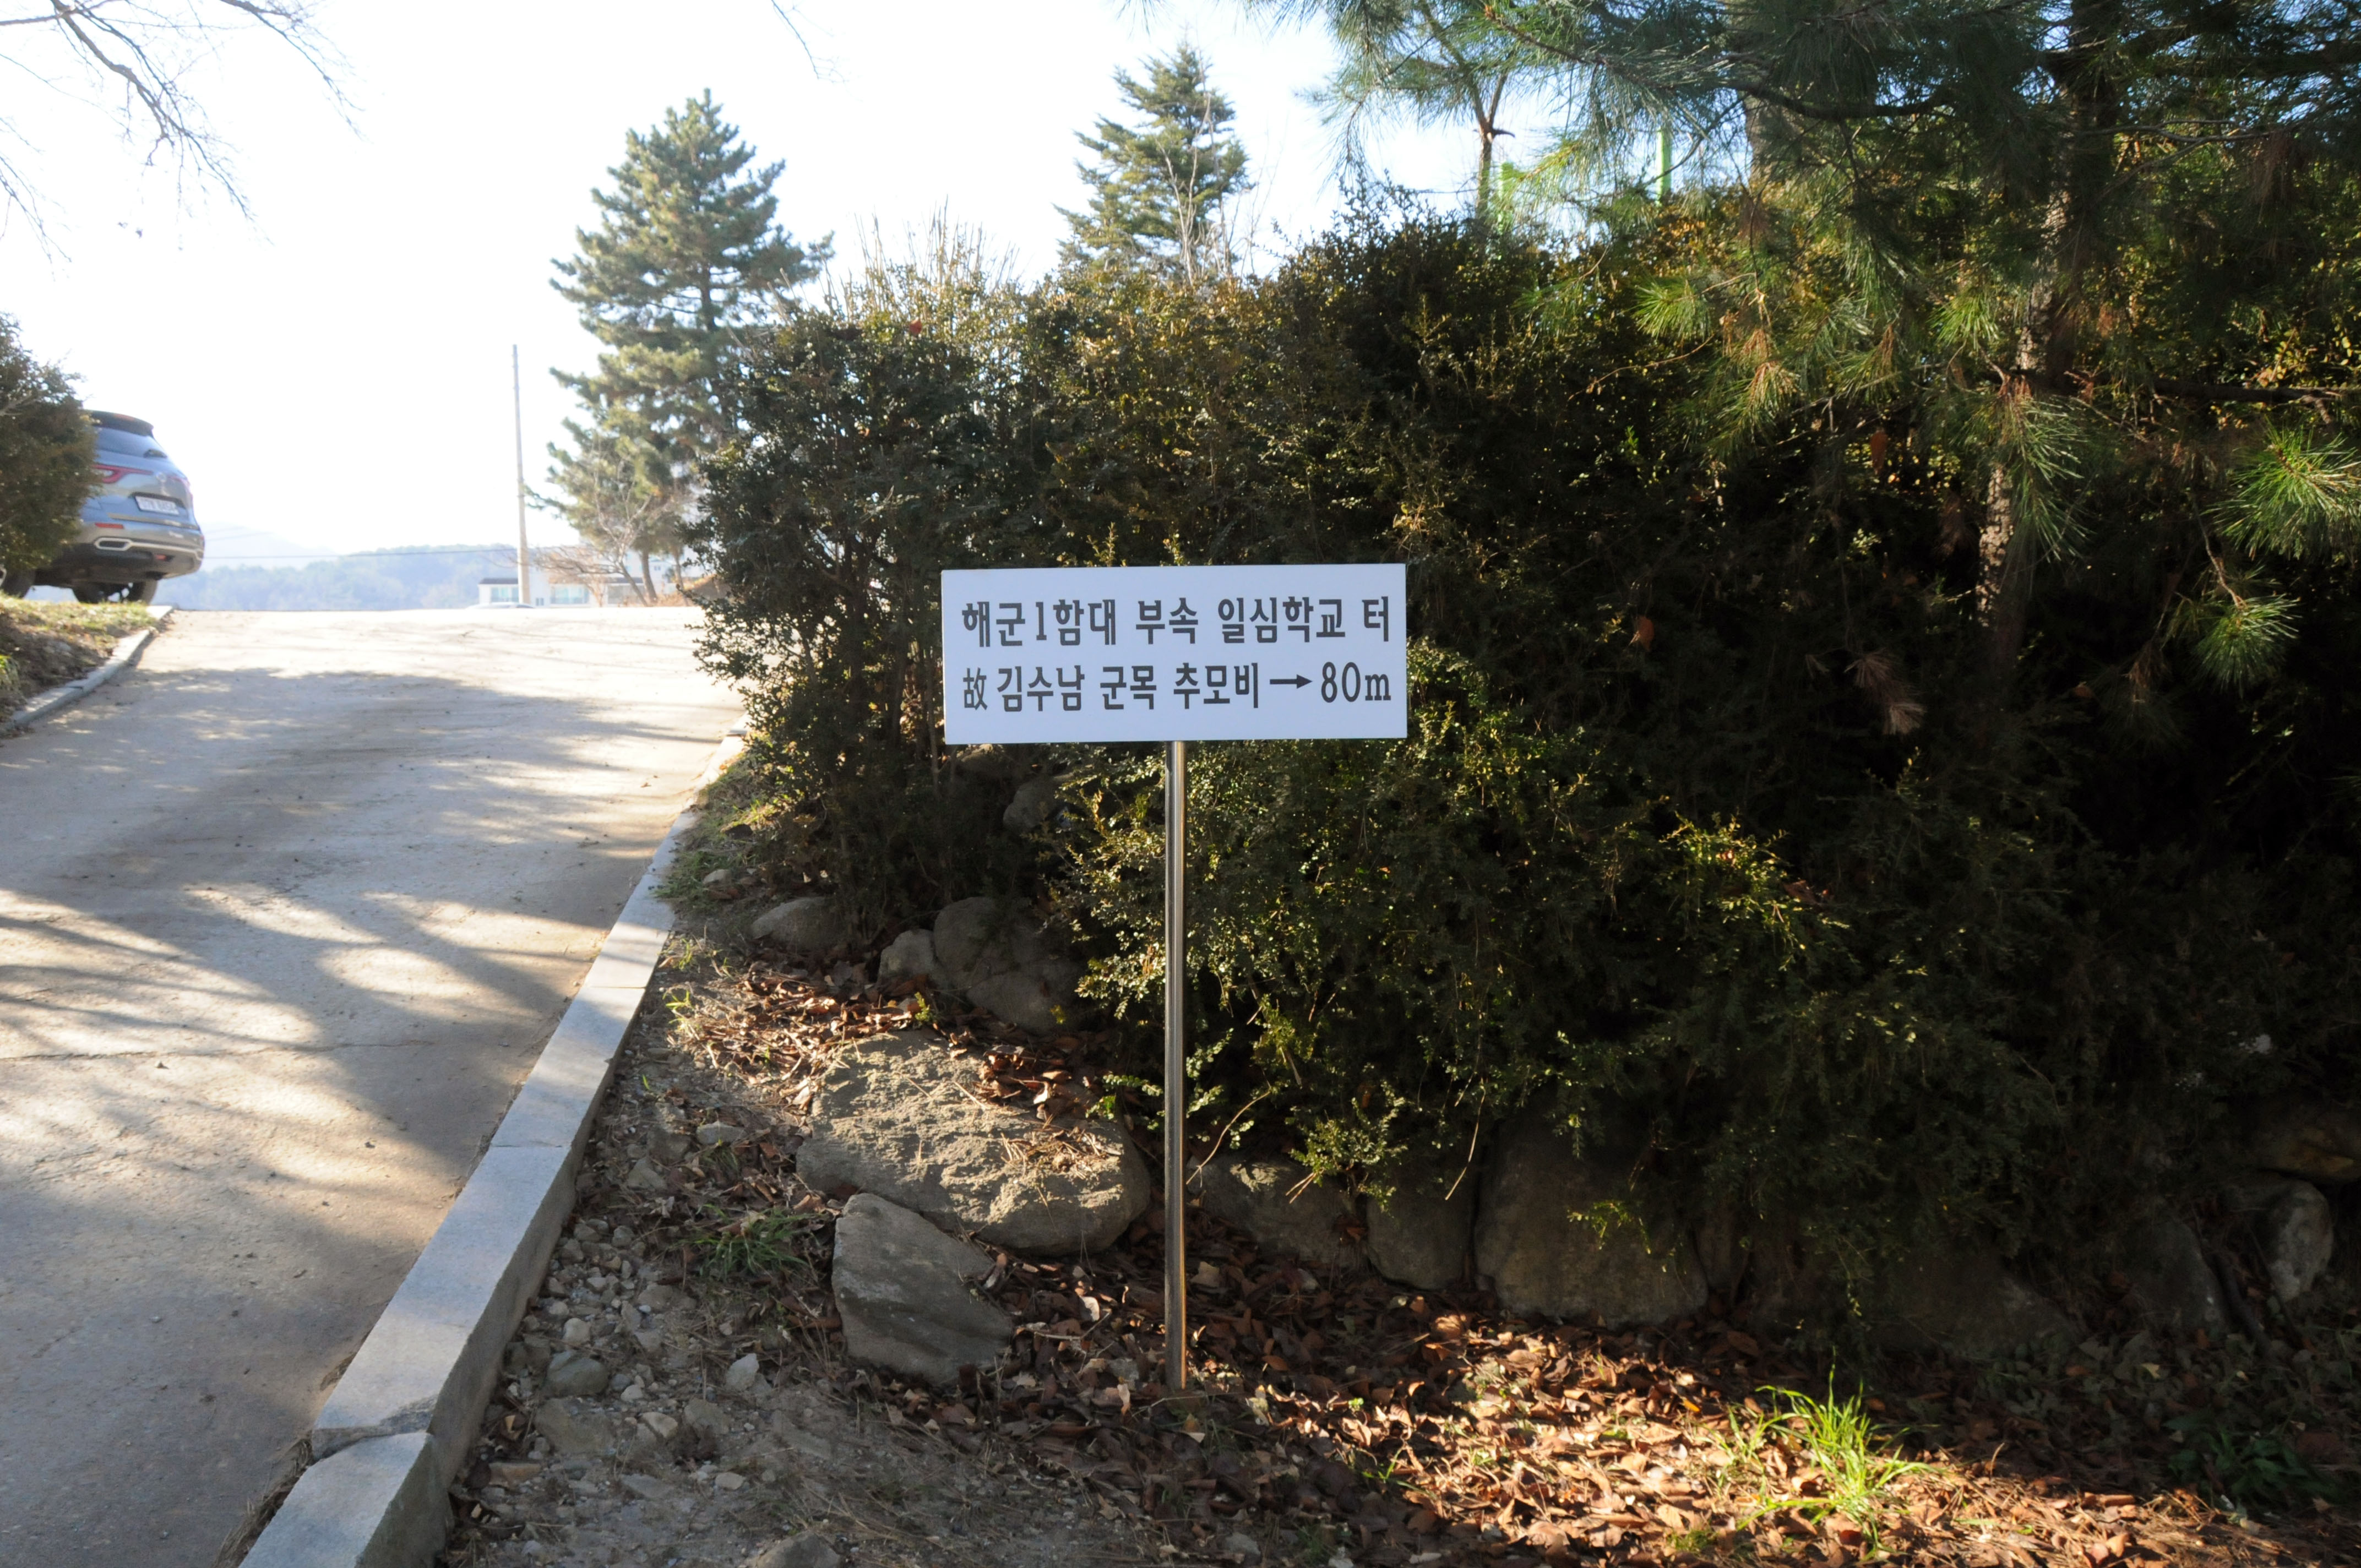 해군1함대 부속 일심학교 터
故 김수남 군목 추모비→80m